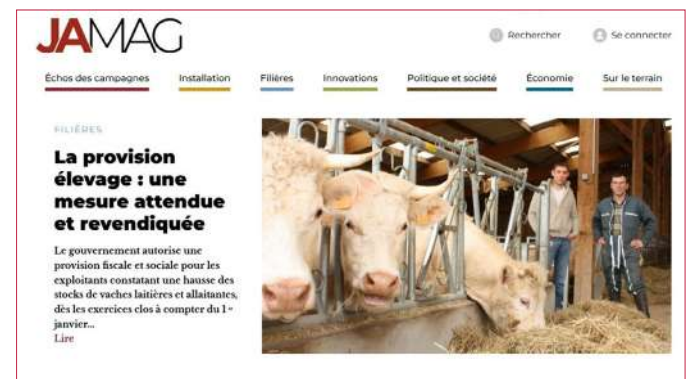 JAMAG
Rechercher
Se connecter
Échos des campagnes
Installation
Filières
Innovations
Politique et société
Économie
Sur le terrain
FILIÈRES
La provision
élevage : une
mesure attendue
et revendiquée
Le gouvernement autorise une
provision fiscale et sociale pour les
exploitants constatant une hausse des
stocks de vaches laitières et allaitantes,
dès les exercices clos à compter du 1er
janvier...
Lire